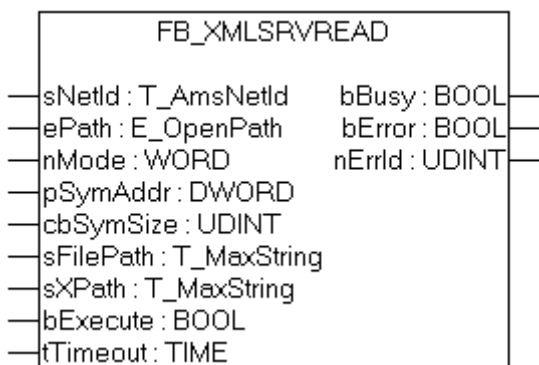 FB_XMLSRVREAD
sNetId : T_AmsNetId bBusy : BOOL
ePath : E_OpenPath bError : BOOL
nMode : WORD nErrId : UDINT
pSymAddr : DWORD
cbSymSize : UDINT
sFilePath : T_MaxString
sXPath : T_MaxString
bExecute : BOOL
tTimeout : TIME